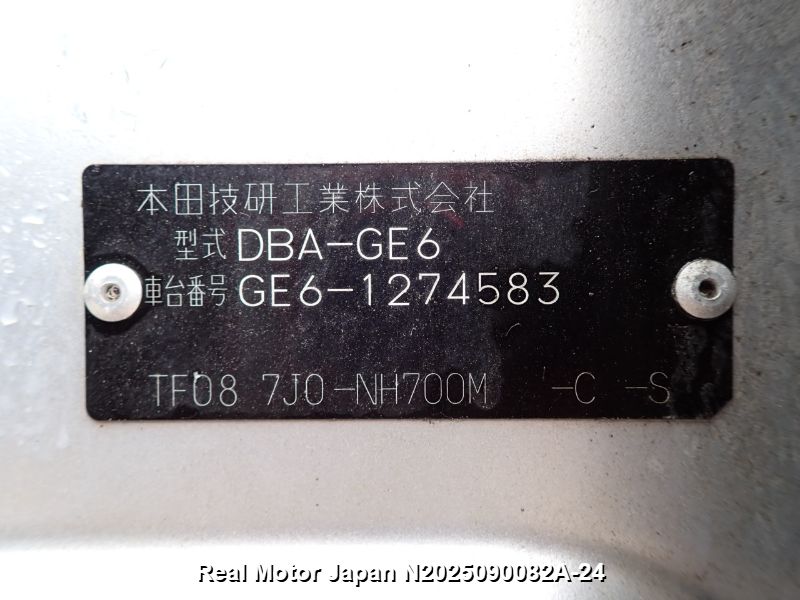 本田技研工業株式会社
型式 DBA-GE6
車台番号 GE6-1274583
TF08 7J0-NH700M -C -S
Real Motor Japan N2025090082A-24